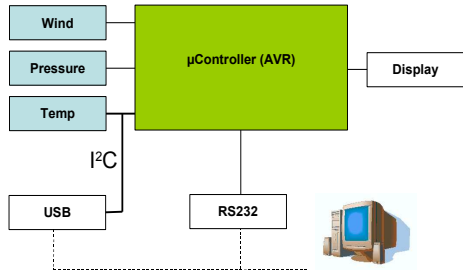 Wind
µController (AVR)
Pressure
Display
Temp
I²C
USB
RS232